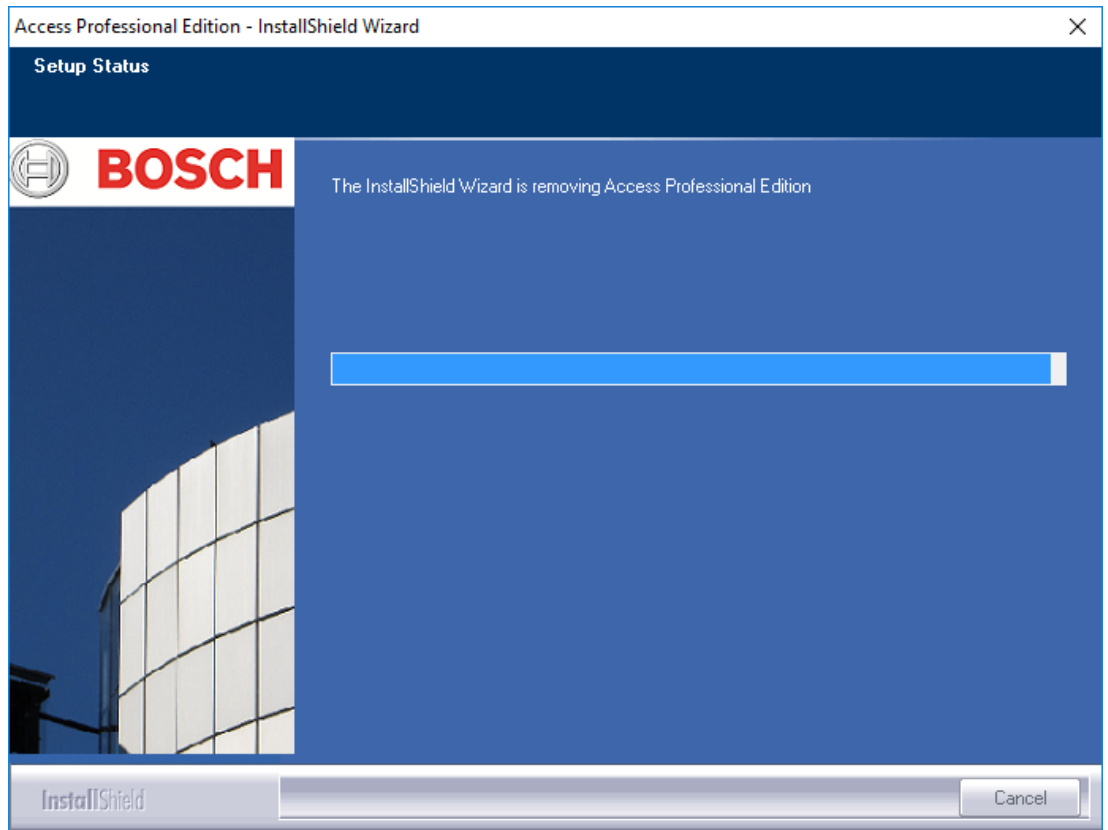 Access Professional Edition - InstallShield Wizard
Setup Status
BOSCH
The InstallShield Wizard is removing Access Professional Edition
InstallShield
Cancel